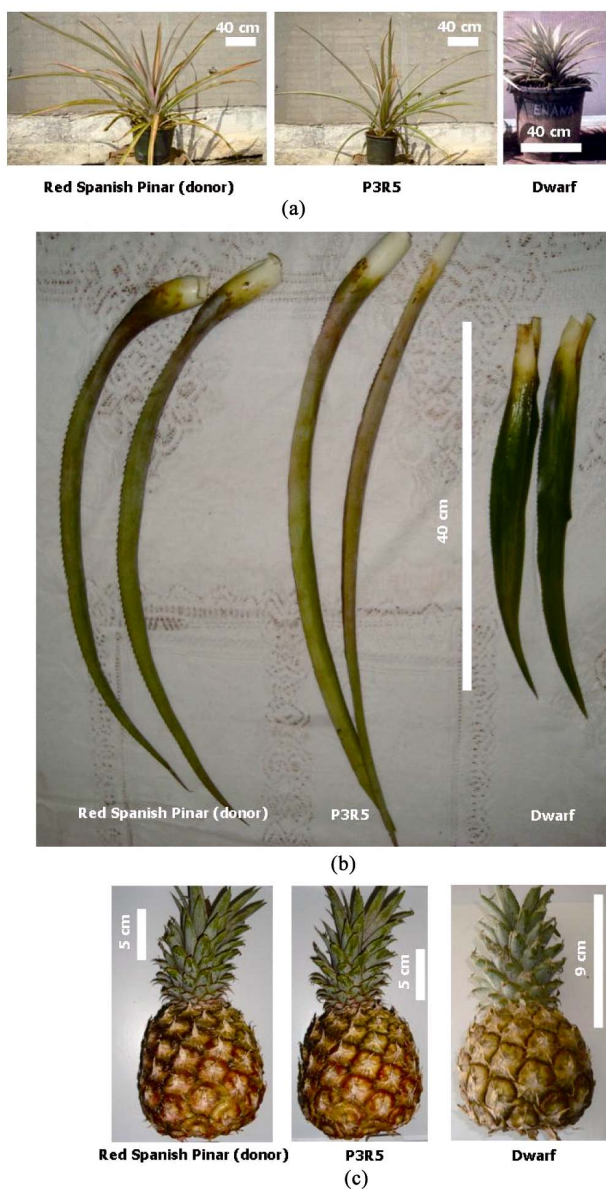 40 cm
40 cm
ENANA
40 cm
Red Spanish Pinar (donor)
P3R5
Dwarf
(a)
40 cm
Red Spanish Pinar (donor)
P3R5
Dwarf
(b)
5 cm
5 cm
9 cm
Red Spanish Pinar (donor)
P3R5
Dwarf
(c)